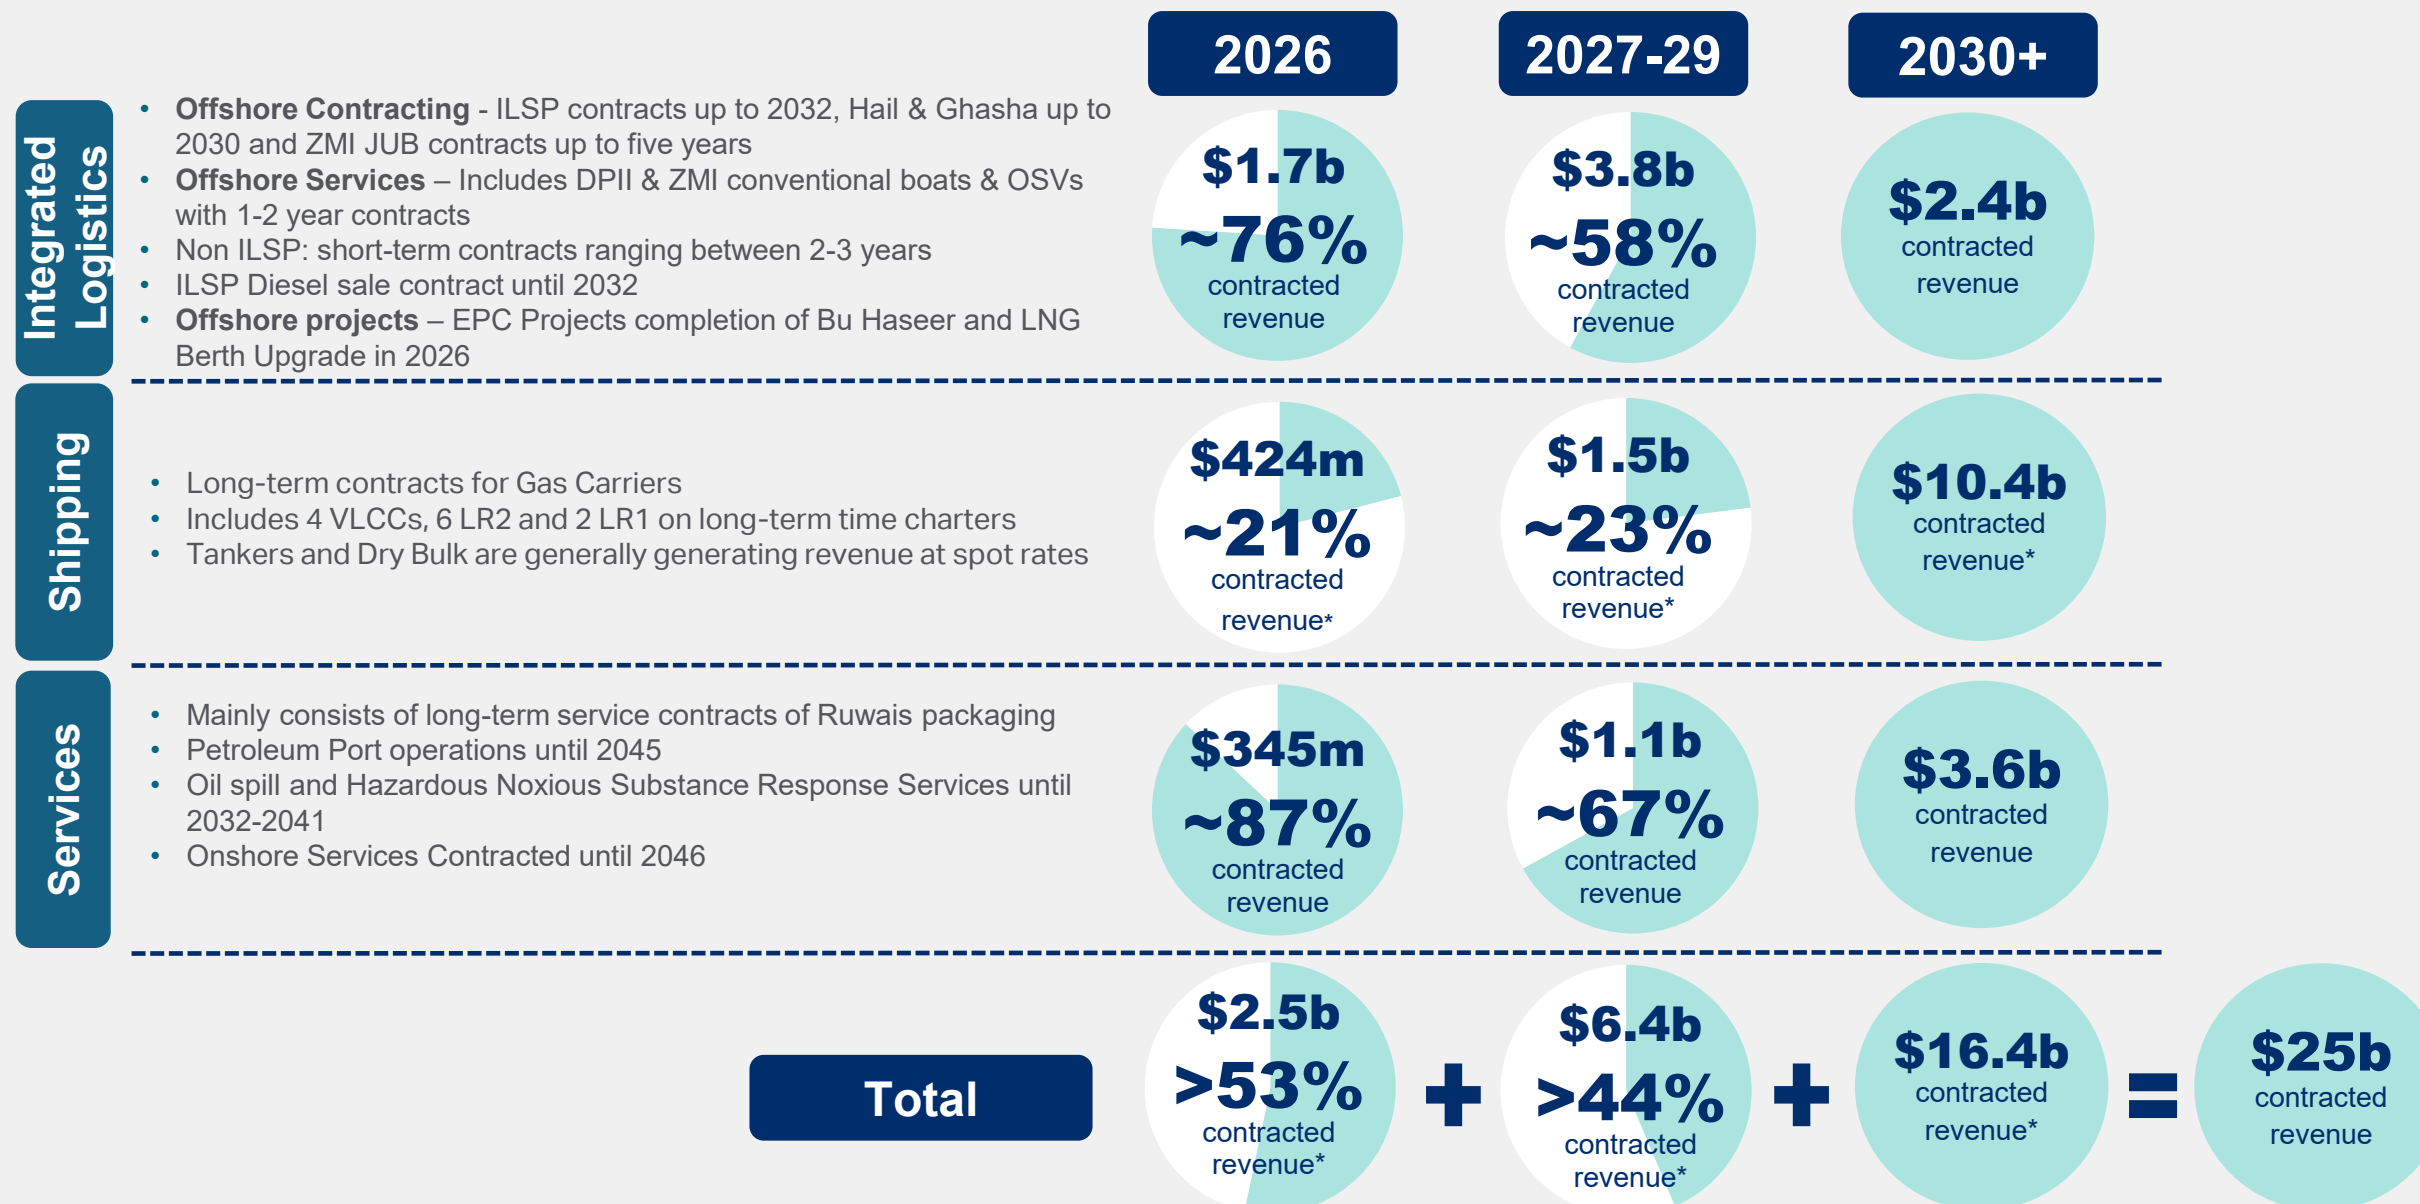 2026
2027-29
2030+
Integrated
Logistics
• Offshore Contracting - ILSP contracts up to 2032, Hail & Ghasha up to
2030 and ZMI JUB contracts up to five years
• Offshore Services – Includes DPII & ZMI conventional boats & OSVs
with 1-2 year contracts
• Non ILSP: short-term contracts ranging between 2-3 years
• ILSP Diesel sale contract until 2032
• Offshore projects – EPC Projects completion of Bu Haseer and LNG
Berth Upgrade in 2026
$1.7b
~76%
contracted
revenue
$3.8b
~58%
contracted
revenue
$2.4b
contracted
revenue
Shipping
• Long-term contracts for Gas Carriers
• Includes 4 VLCCs, 6 LR2 and 2 LR1 on long-term time charters
• Tankers and Dry Bulk are generally generating revenue at spot rates
$424m
~21%
contracted
revenue*
$1.5b
~23%
contracted
revenue*
$10.4b
contracted
revenue*
Services
• Mainly consists of long-term service contracts of Ruwais packaging
• Petroleum Port operations until 2045
• Oil spill and Hazardous Noxious Substance Response Services until
2032-2041
• Onshore Services Contracted until 2046
$345m
~87%
contracted
revenue
$1.1b
~67%
contracted
revenue
$3.6b
contracted
revenue
Total
$2.5b
>53%
contracted
revenue*
+
$6.4b
>44%
contracted
revenue*
+
$16.4b
contracted
revenue*
=
$25b
contracted
revenue